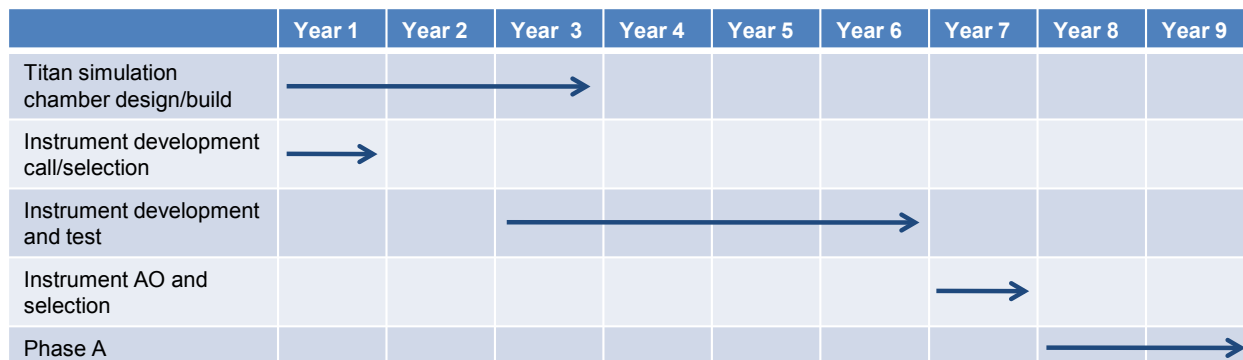 Year 1 Year 2 Year 3 Year 4 Year 5 Year 6 Year 7 Year 8 Year 9
Titan simulation
chamber design/build
Instrument development
call/selection
Instrument development
and test
Instrument AO and
selection
Phase A